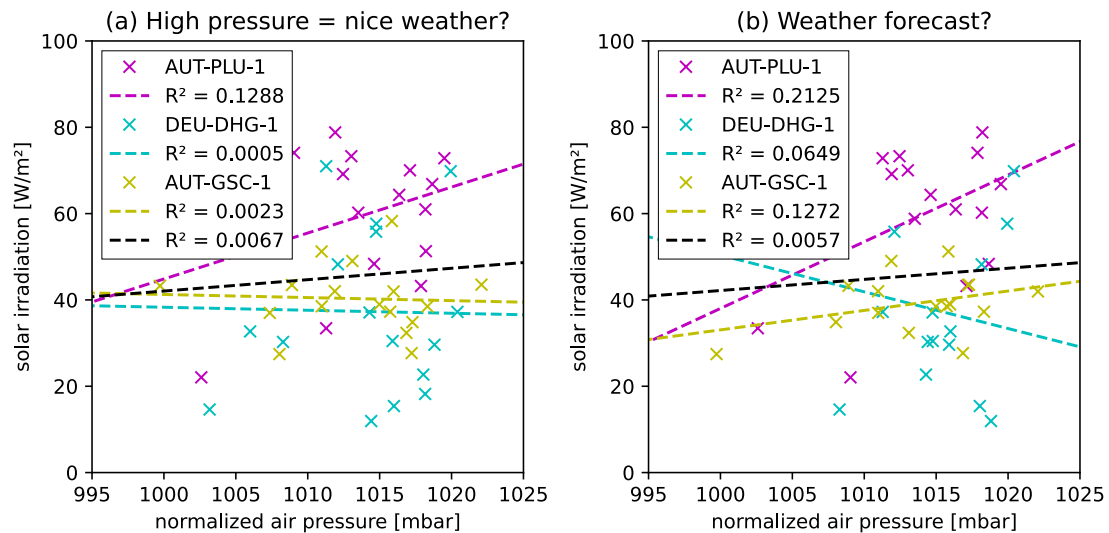 (a) High pressure = nice weather?
solar irradiation [W/m²]
100
80
60
40
20
0
AUT-PLU-1
R² = 0.1288
DEU-DHG-1
R² = 0.0005
AUT-GSC-1
R² = 0.0023
R² = 0.0067
995 1000 1005 1010 1015 1020 1025
normalized air pressure [mbar]
(b) Weather forecast?
solar irradiation [W/m²]
100
80
60
40
20
0
AUT-PLU-1
R² = 0.2125
DEU-DHG-1
R² = 0.0649
AUT-GSC-1
R² = 0.1272
R² = 0.0057
995 1000 1005 1010 1015 1020 1025
normalized air pressure [mbar]